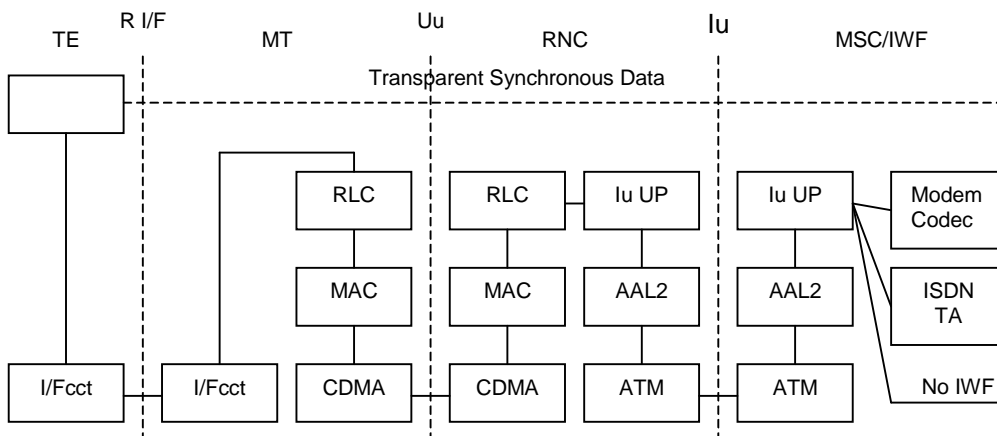 R I/F
Uu
Iu
TE
MT
RNC
MSC/IWF
Transparent Synchronous Data
RLC
RLC
Iu UP
Iu UP
Modem
Codec
MAC
MAC
AAL2
AAL2
ISDN
TA
I/Fcct
I/Fcct
CDMA
CDMA
ATM
ATM
No IWF